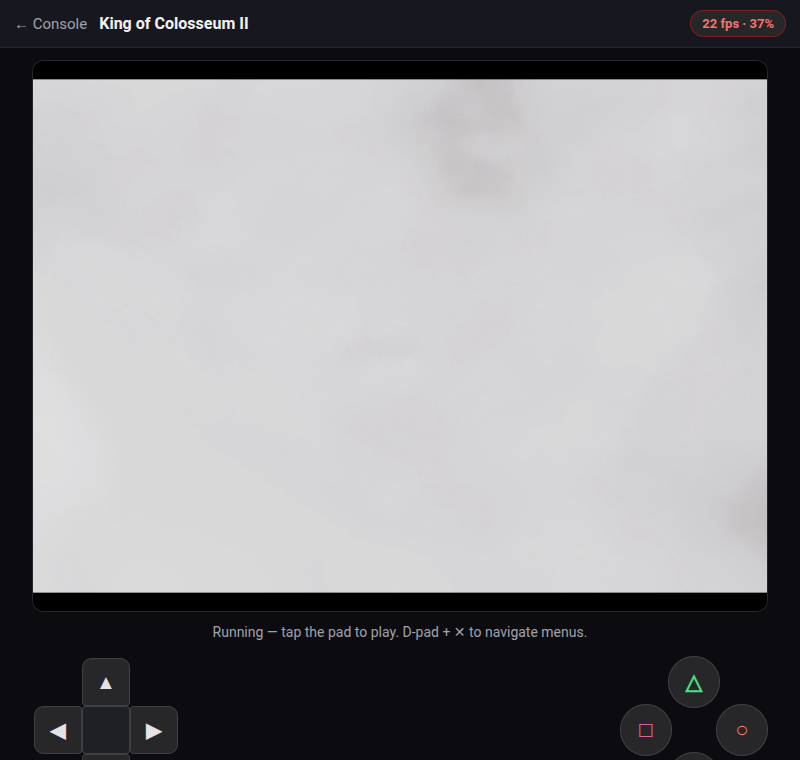 ← Console King of Colosseum II 22 fps · 37%
Running — tap the pad to play. D-pad + ✕ to navigate menus.
▲
△
◀ ▶ □ ○